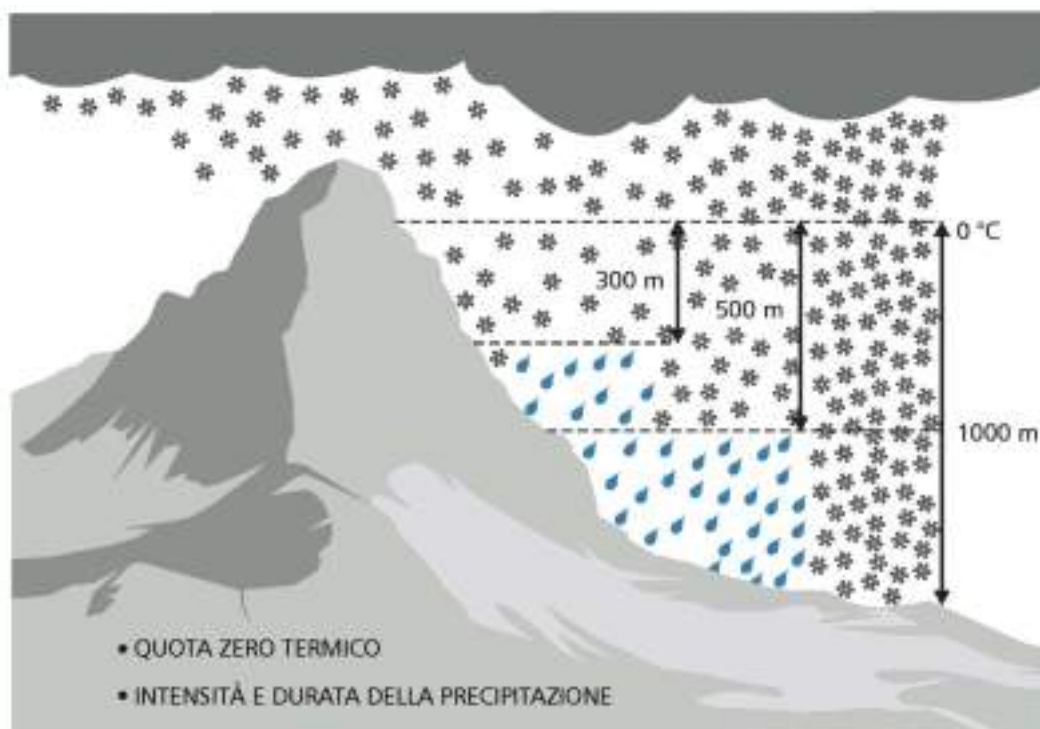 0 °C
300 m
500 m
1000 m
• QUOTA ZERO TERMICO
• INTENSITÀ E DURATA DELLA PRECIPITAZIONE